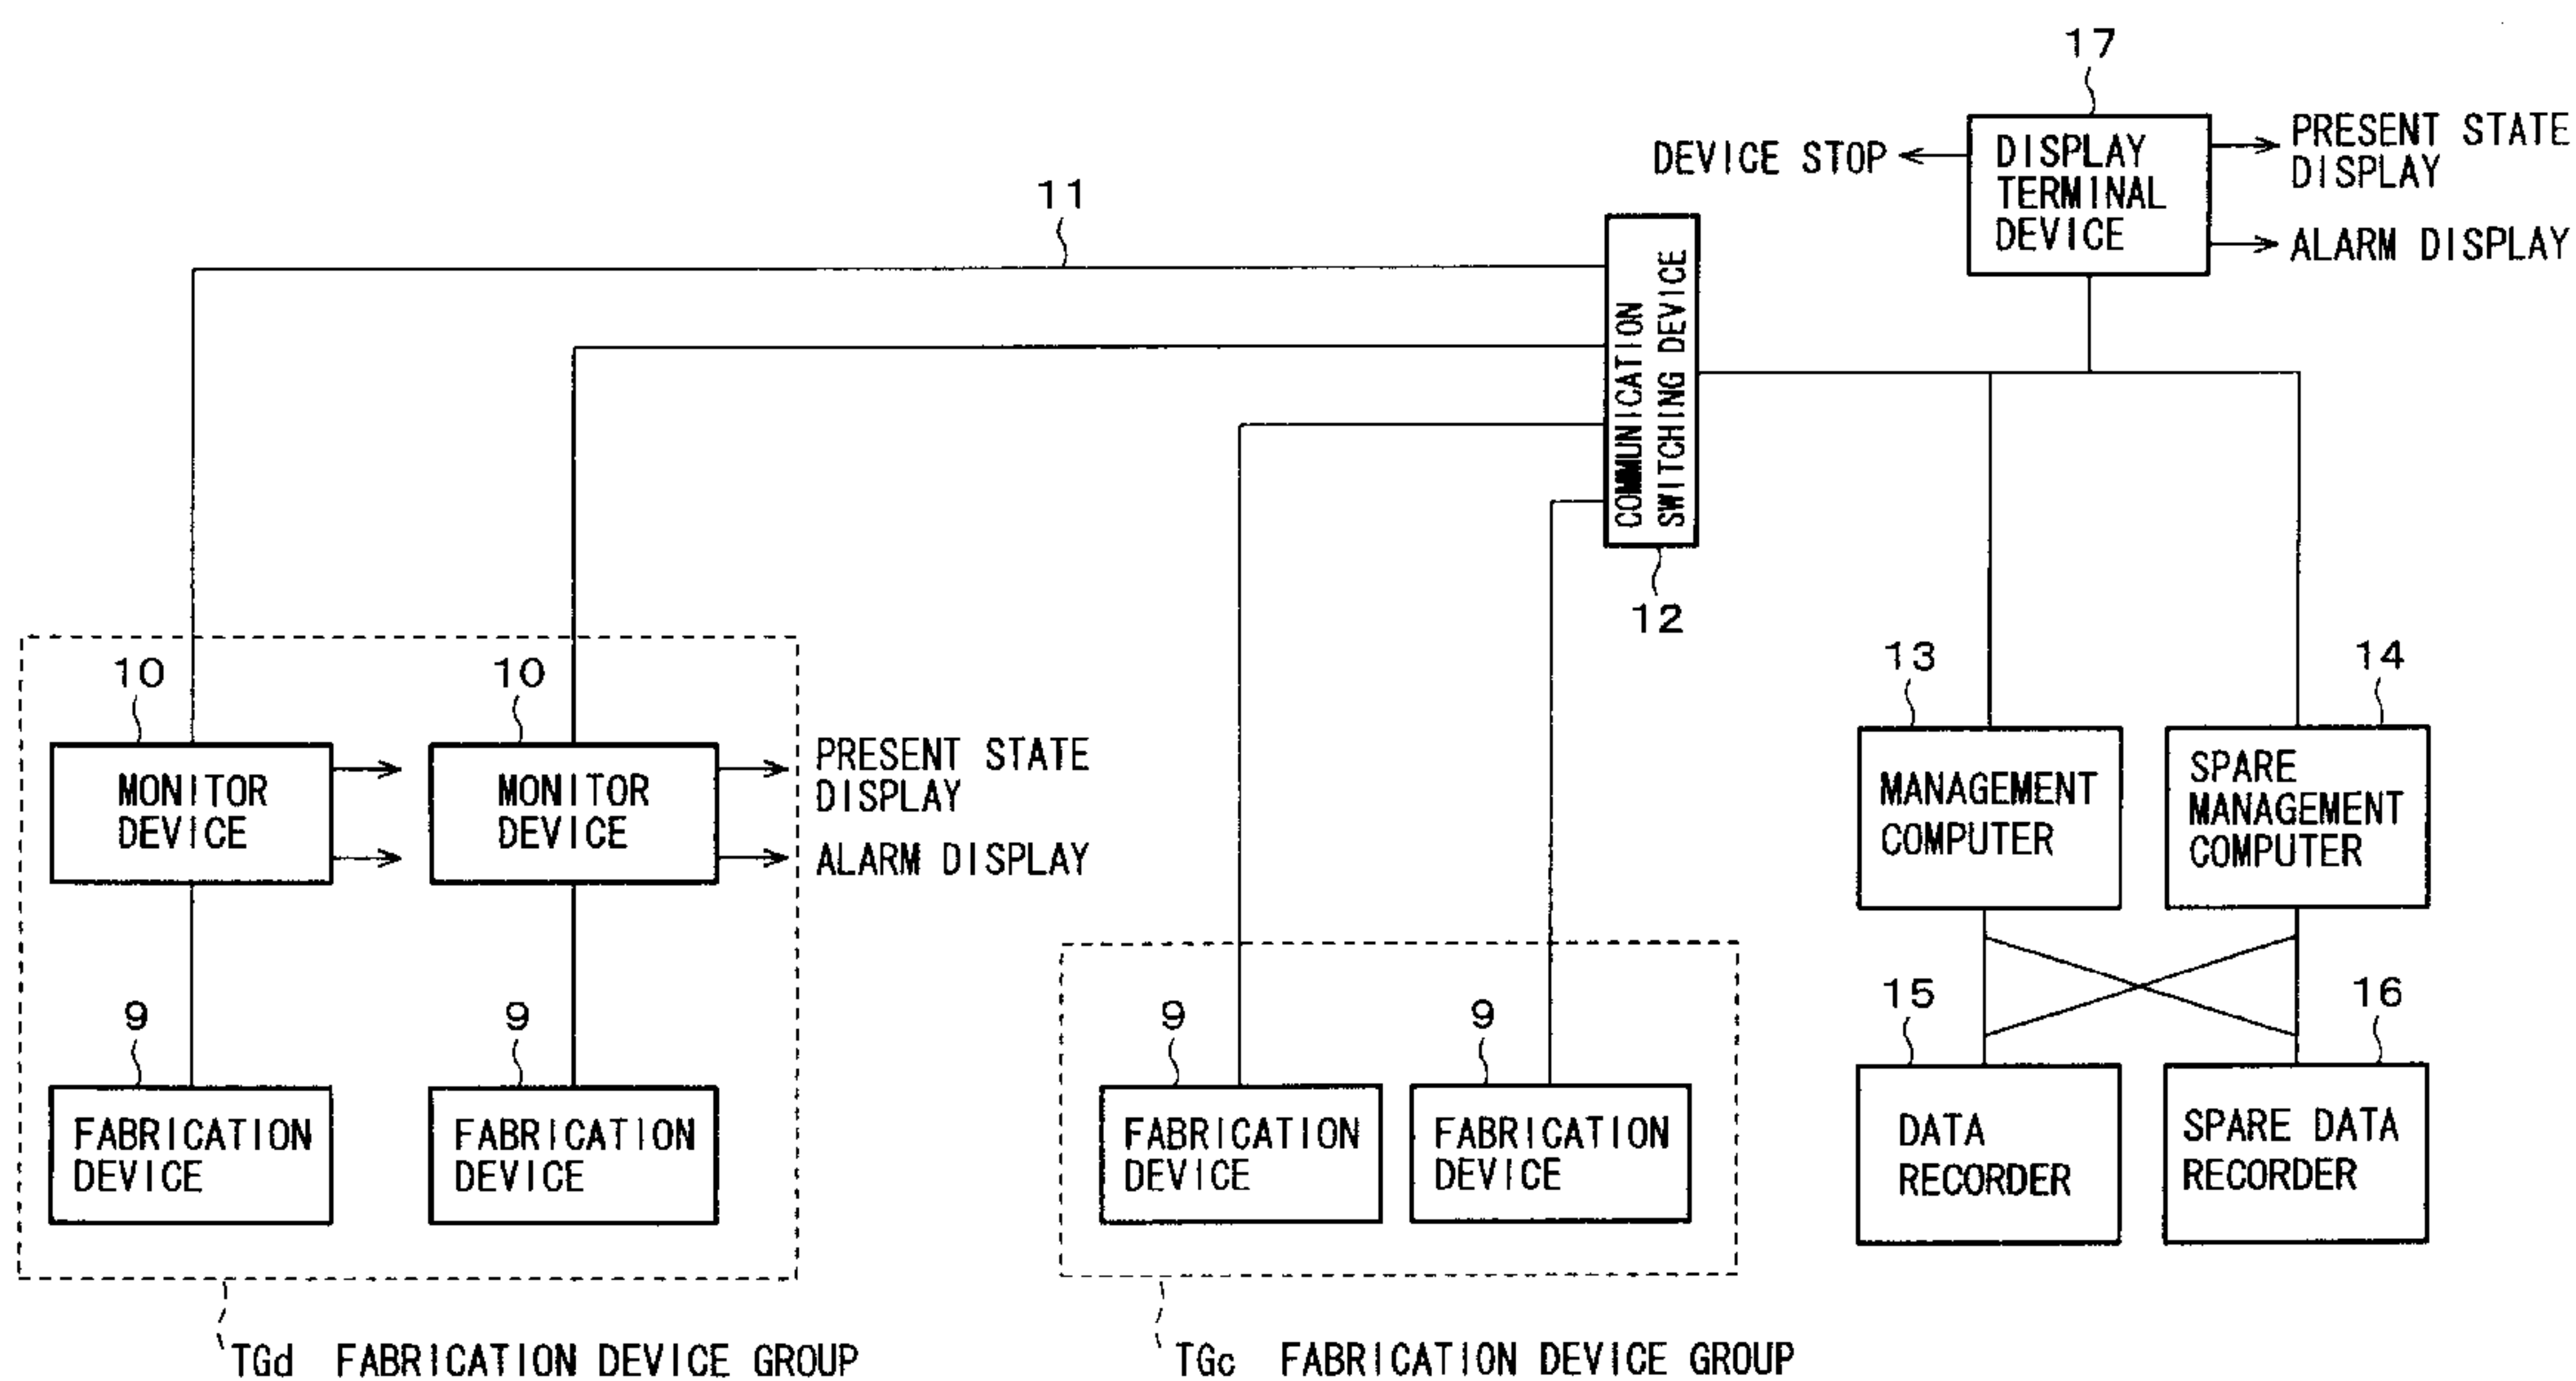 17
DEVICE STOP
DISPLAY
TERMINAL
DEVICE
PRESENT STATE
DISPLAY
ALARM DISPLAY
11
COMMUNICATION
SWITCHING DEVICE
12
10
10
13
14
MONITOR
DEVICE
MONITOR
DEVICE
PRESENT STATE
DISPLAY
ALARM DISPLAY
MANAGEMENT
COMPUTER
SPARE
MANAGEMENT
COMPUTER
9
9
9
9
15
16
FABRICATION
DEVICE
FABRICATION
DEVICE
FABRICATION
DEVICE
FABRICATION
DEVICE
DATA
RECORDER
SPARE DATA
RECORDER
TGd FABRICATION DEVICE GROUP
TGc FABRICATION DEVICE GROUP